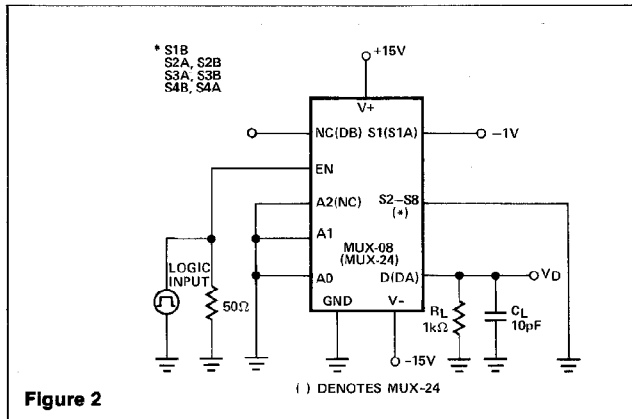 * S1B
S2A, S2B
S3A, S3B
S4B, S4A
+15V
V+
NC(DB)
S1(S1A)
−1V
EN
A2(NC)
S2–S8
(*)
A1
MUX-08
(MUX-24)
LOGIC
INPUT
50Ω
A0
D(DA)
VD
GND
V−
RL
1kΩ
CL
10pF
−15V
( ) DENOTES MUX-24
Figure 2